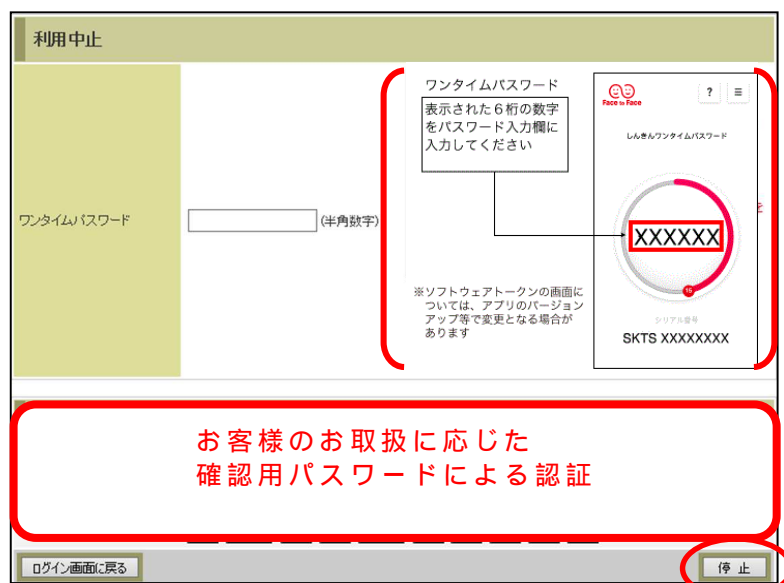 利用中止
ワンタイムパスワード
(半角数字)
ワンタイムパスワード
表示された6桁の数字
をパスワード入力欄に
入力してください
※ソフトウェアトークンの画面に
ついては、アプリのバージョン
アップ等で変更となる場合が
あります
Face to Face
?
しんきんワンタイムパスワード
XXXXXX
15
シリアル番号
SKTS XXXXXXXX
を
お客様のお取扱に応じた
確認用パスワードによる認証
ログイン画面に戻る
停 止